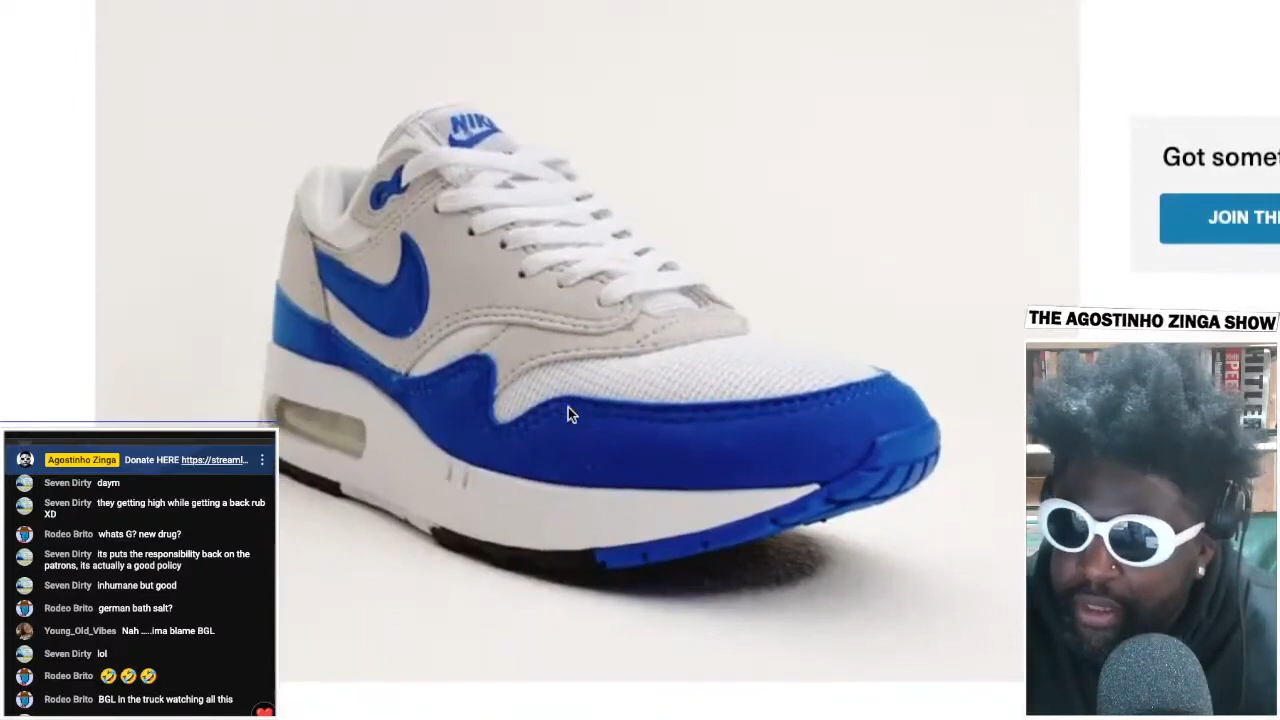 NIKE
Got somet
JOIN TH
THE AGOSTINHO ZINGA SHOW
Agostinho Zinga Donate HERE https://streaml...
Seven Dirty daym
Seven Dirty they getting high while getting a back rub
XD
Rodeo Brito whats G? new drug?
Seven Dirty its puts the responsibility back on the
patrons, its actually a good policy
Seven Dirty inhumane but good
Rodeo Brito german bath salt?
Young_Old_Vibes Nah .....ima blame BGL
Seven Dirty lol
Rodeo Brito 🤣 🤣 🤣
Rodeo Brito BGL in the truck watching all this